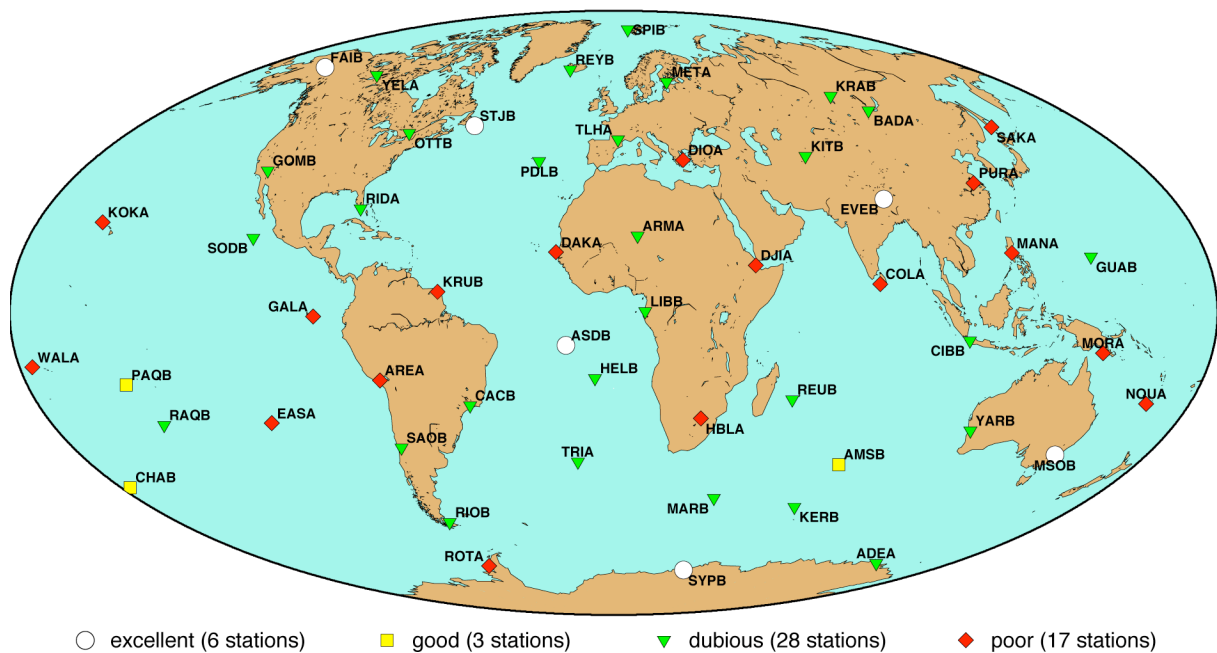 SPIB
FAIB
REYB
META
YELA
KRAB
STJB
BADA
OTTB
TLHA
SAKA
KITB
DIOA
GOMB
PDLB
PURA
RIDA
EVEB
KOKA
ARMA
SODB
DAKA
MANA
DJIA
GUAB
COLA
KRUB
LIBB
GALA
ASDB
CIBB
MORA
WALA
PAQB
AREA
HELB
REUB
NOUA
CACB
RAQB
EASA
HBLA
YARB
SAOB
TRIA
AMSB
MSOB
CHAB
MARB
KERB
RIOB
ROTA
ADEA
SYPB
excellent (6 stations) good (3 stations) dubious (28 stations) poor (17 stations)